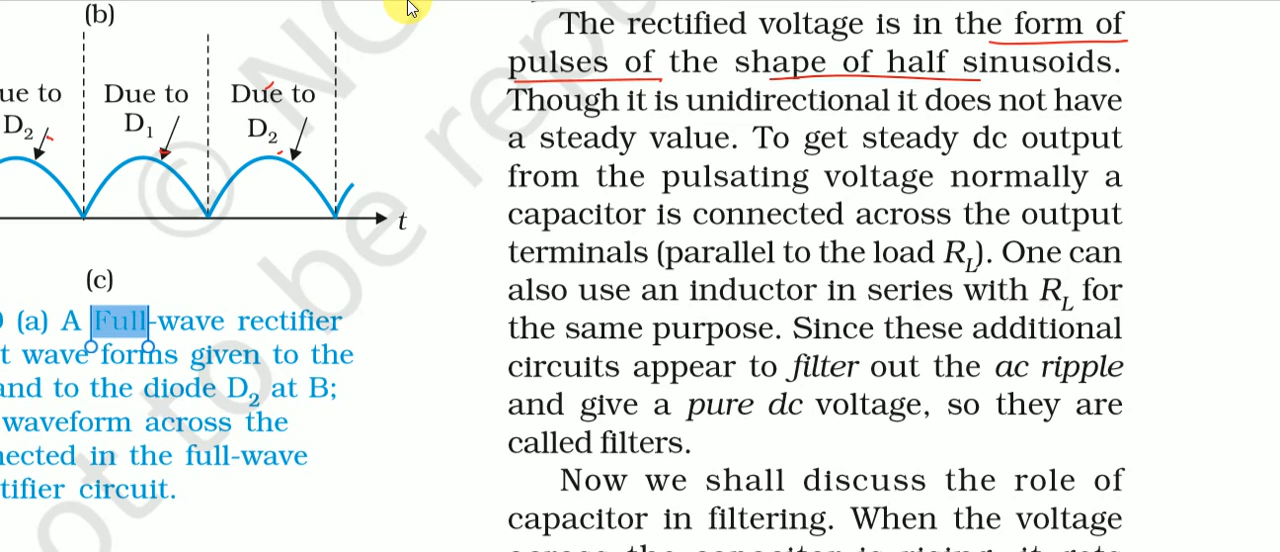 (b)
ue to
D2
Due to
D1
Due to
D2
t
(c)
(a) A Full-wave rectifier
t wave forms given to the
and to the diode D2 at B;
waveform across the
nected in the full-wave
tifier circuit.
The rectified voltage is in the form of
pulses of the shape of half sinusoids.
Though it is unidirectional it does not have
a steady value. To get steady dc output
from the pulsating voltage normally a
capacitor is connected across the output
terminals (parallel to the load RL). One can
also use an inductor in series with RL for
the same purpose. Since these additional
circuits appear to filter out the ac ripple
and give a pure dc voltage, so they are
called filters.
Now we shall discuss the role of
capacitor in filtering. When the voltage